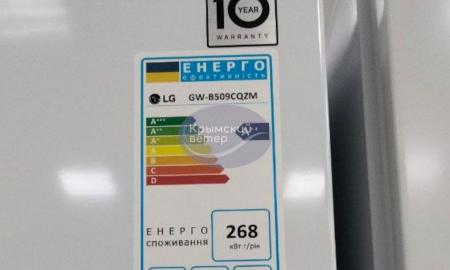 10
YEAR
WARRANTY
ЕНЕРГО
ефективність
LG GW-B509CQZM
A+++
A++
A+
A
B
C
D
Крымский
ветер
ЕНЕРГО
споживання
268
кВт·г/рік